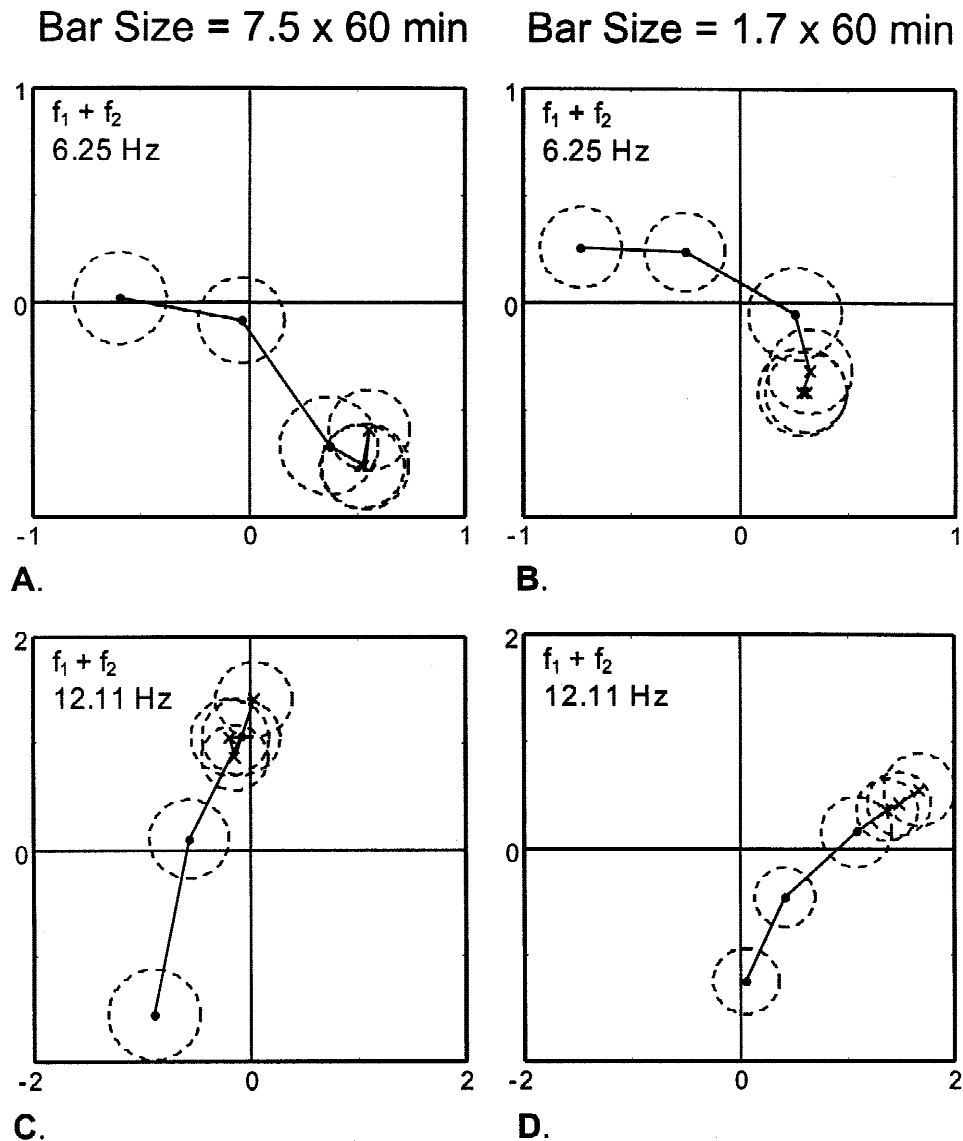 Bar Size = 7.5 x 60 min
Bar Size = 1.7 x 60 min
1
f₁ + f₂
6.25 Hz
0
-1 0 1
A.
f₁ + f₂
6.25 Hz
0
-1 0 1
B.
2
f₁ + f₂
12.11 Hz
0
-2 0 2
C.
2
f₁ + f₂
12.11 Hz
0
-2 0 2
D.